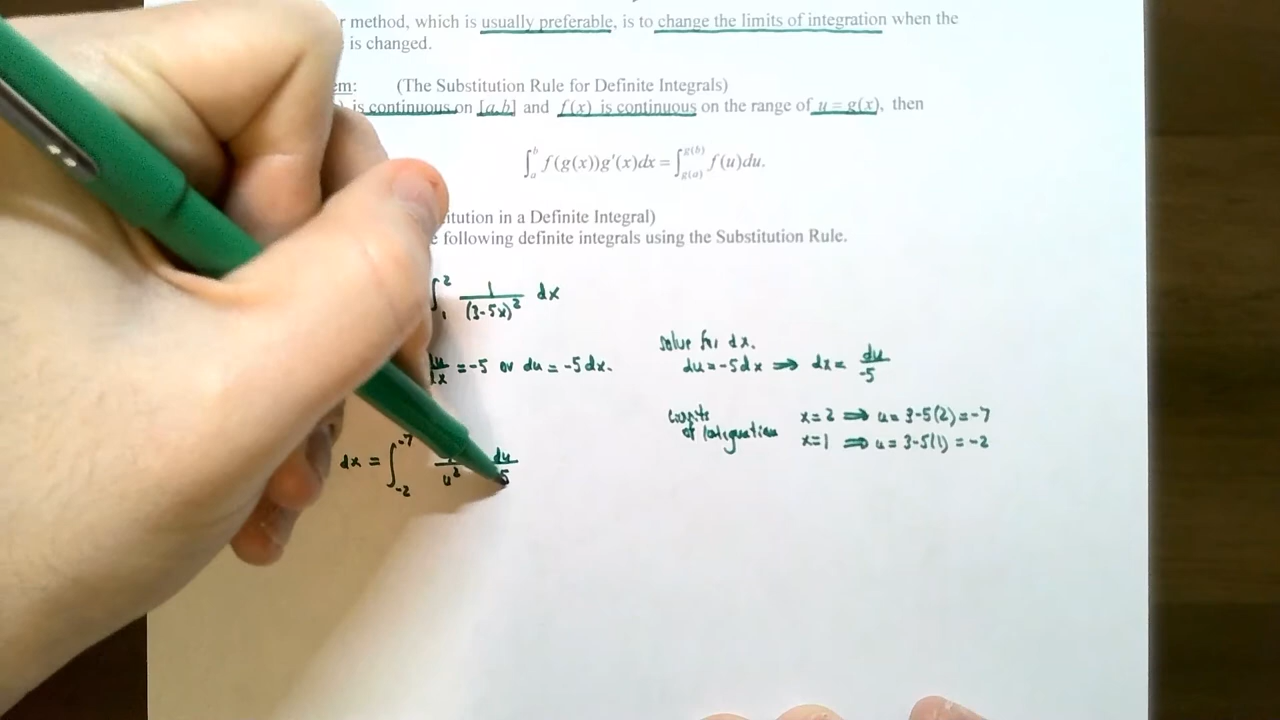 method, which is usually preferable, is to change the limits of integration when the
is changed.
(The Substitution Rule for Definite Integrals)
is continuous on [a,b] and f(x) is continuous on the range of u = g(x), then
∫_a^b f(g(x))g'(x)dx = ∫_{g(a)}^{g(b)} f(u)du.
in a Definite Integral)
following definite integrals using the Substitution Rule.
∫_1^2 1/(3-5x)^2 dx
solve for dx.
= -5 or du = -5dx.
du = -5dx ⟹ dx = du/-5
limits of integration
x=2 ⟹ u = 3-5(2) = -7
x=1 ⟹ u = 3-5(1) = -2
dx = ∫_{-2}^{-7} /u^2 du/5